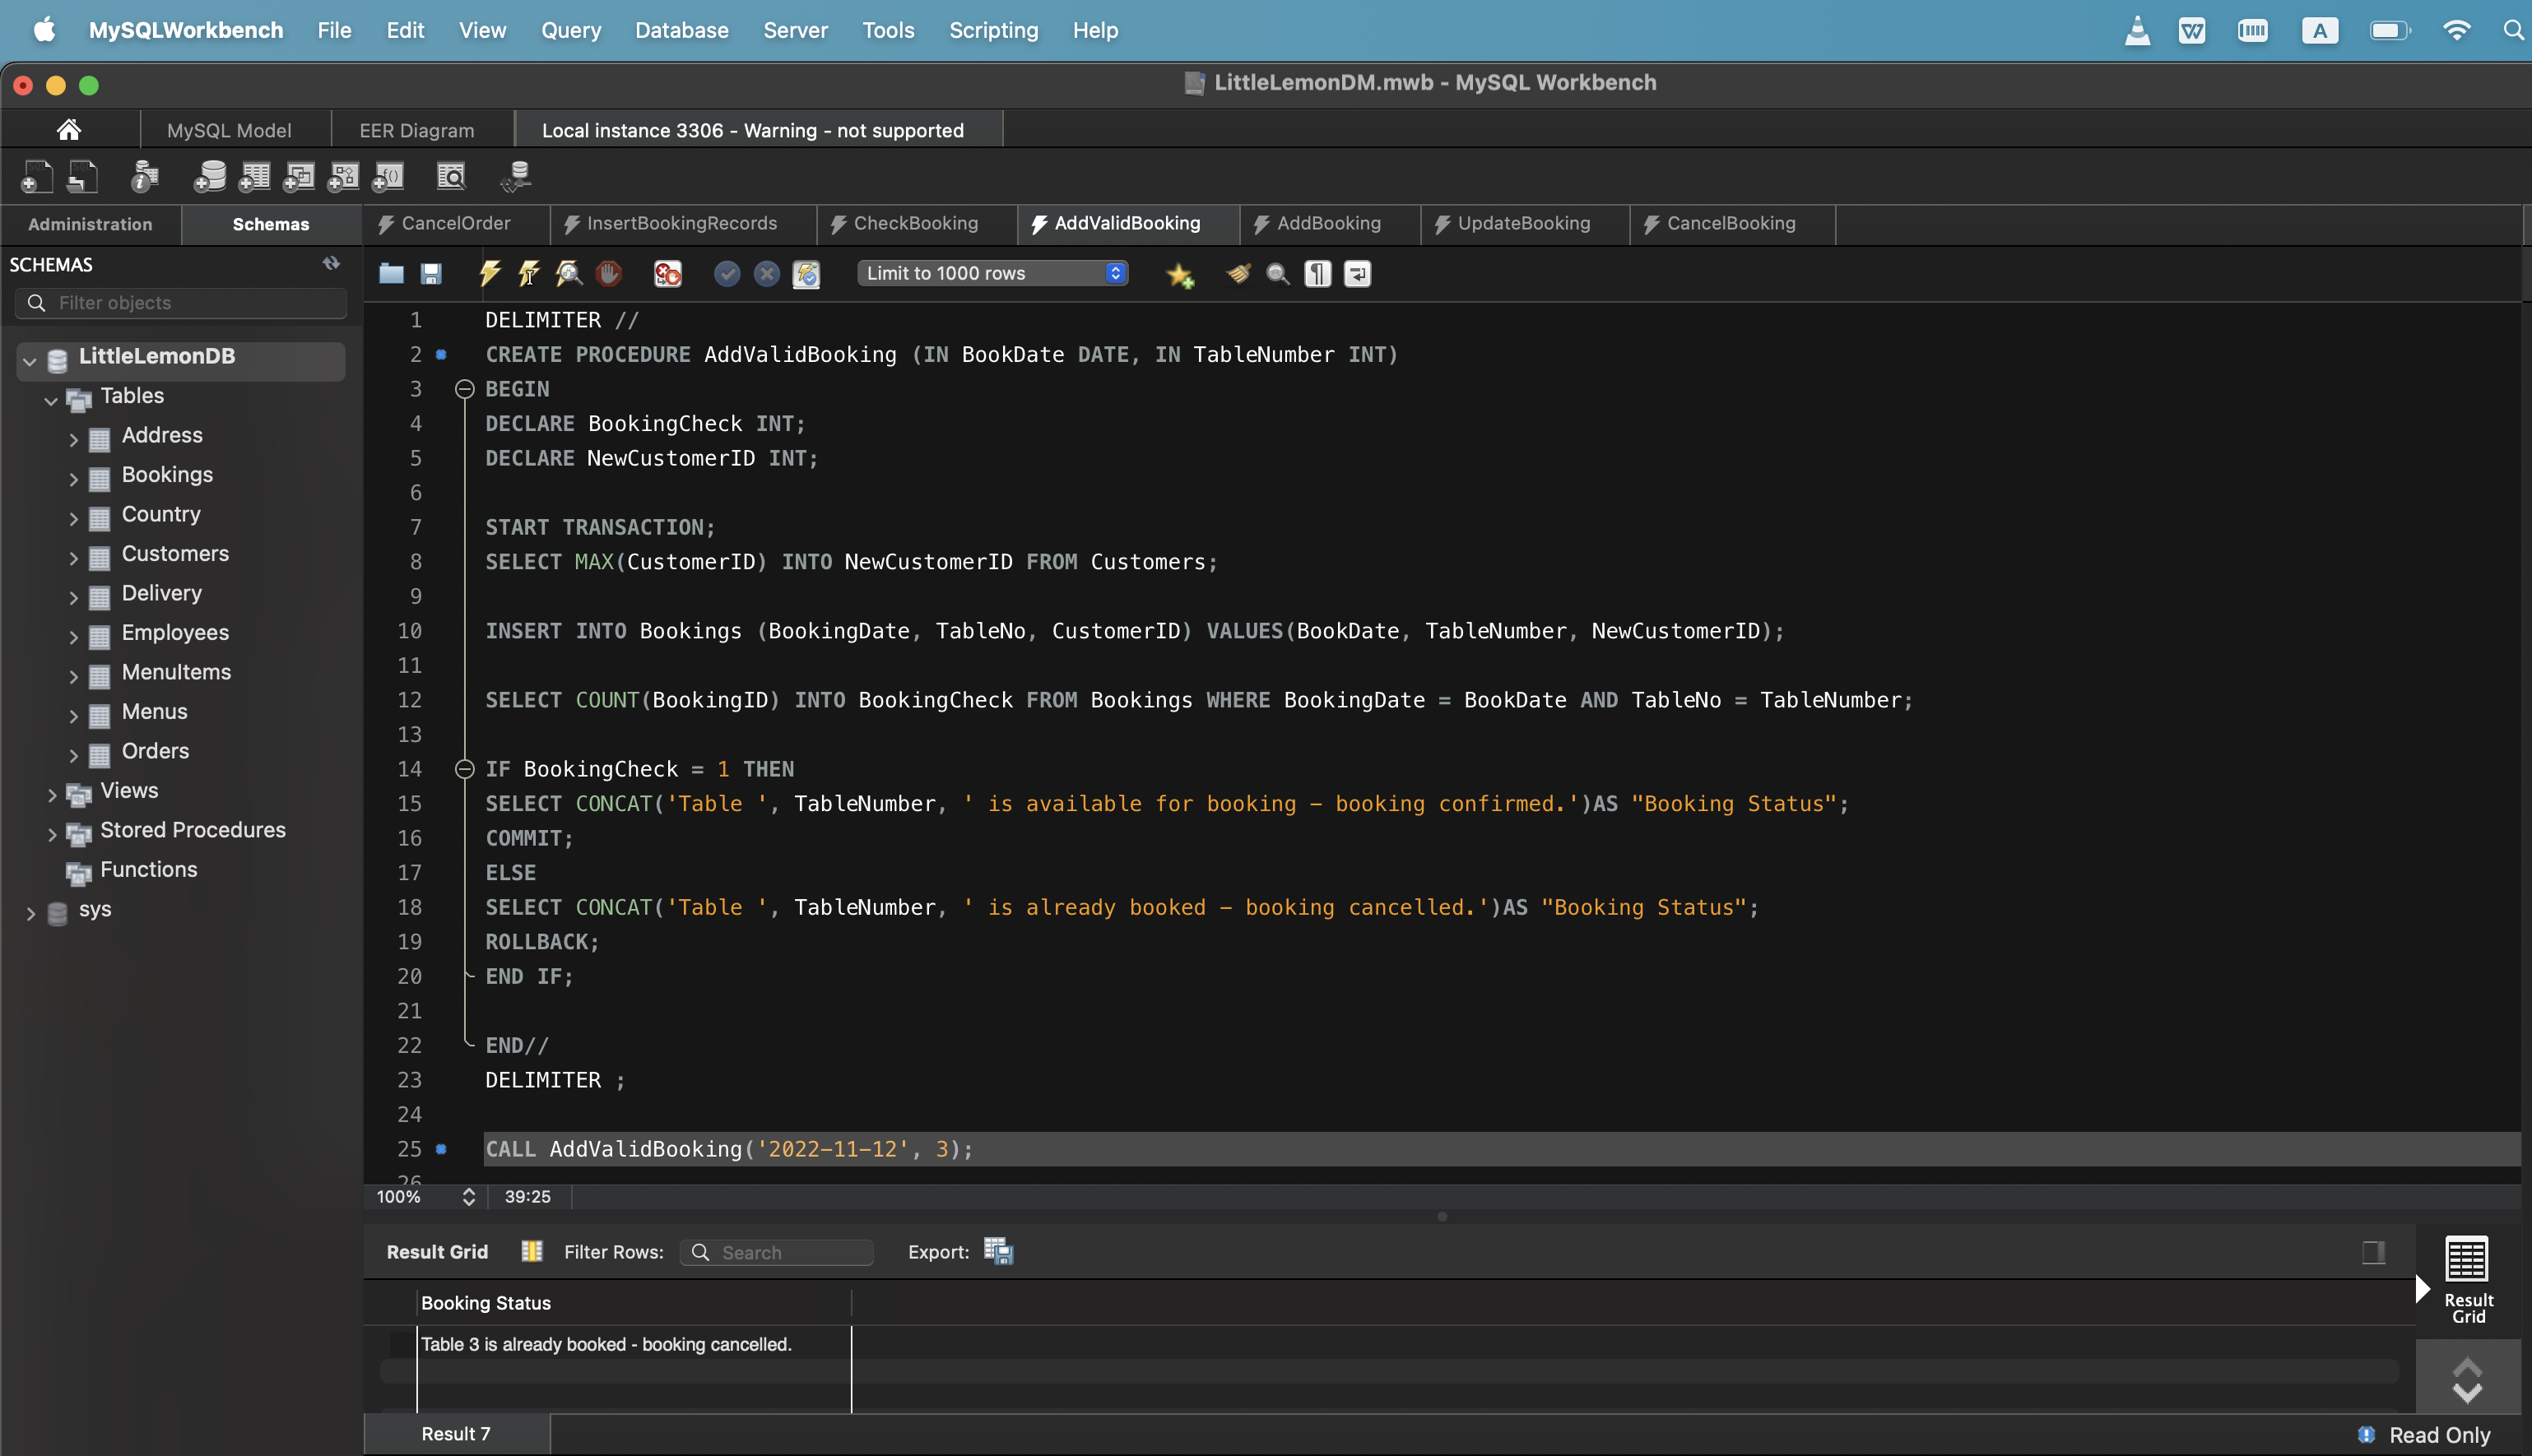 MySQLWorkbench File Edit View Query Database Server Tools Scripting Help A
LittleLemonDM.mwb - MySQL Workbench
MySQL Model EER Diagram Local instance 3306 - Warning - not supported
Administration Schemas CancelOrder InsertBookingRecords CheckBooking AddValidBooking AddBooking UpdateBooking CancelBooking
SCHEMAS
Limit to 1000 rows
Filter objects
LittleLemonDB
Tables
Address
Bookings
Country
Customers
Delivery
Employees
MenuItems
Menus
Orders
Views
Stored Procedures
Functions
sys
1 DELIMITER //
2 CREATE PROCEDURE AddValidBooking (IN BookDate DATE, IN TableNumber INT)
3 BEGIN
4 DECLARE BookingCheck INT;
5 DECLARE NewCustomerID INT;
6
7 START TRANSACTION;
8 SELECT MAX(CustomerID) INTO NewCustomerID FROM Customers;
9
10 INSERT INTO Bookings (BookingDate, TableNo, CustomerID) VALUES(BookDate, TableNumber, NewCustomerID);
11
12 SELECT COUNT(BookingID) INTO BookingCheck FROM Bookings WHERE BookingDate = BookDate AND TableNo = TableNumber;
13
14 IF BookingCheck = 1 THEN
15 SELECT CONCAT('Table ', TableNumber, ' is available for booking - booking confirmed.')AS "Booking Status";
16 COMMIT;
17 ELSE
18 SELECT CONCAT('Table ', TableNumber, ' is already booked - booking cancelled.')AS "Booking Status";
19 ROLLBACK;
20 END IF;
21
22 END//
23 DELIMITER ;
24
25 CALL AddValidBooking('2022-11-12', 3);
26
100% 39:25
Result Grid Filter Rows: Search Export:
Booking Status
Table 3 is already booked - booking cancelled.
Result
Grid
Result 7 Read Only